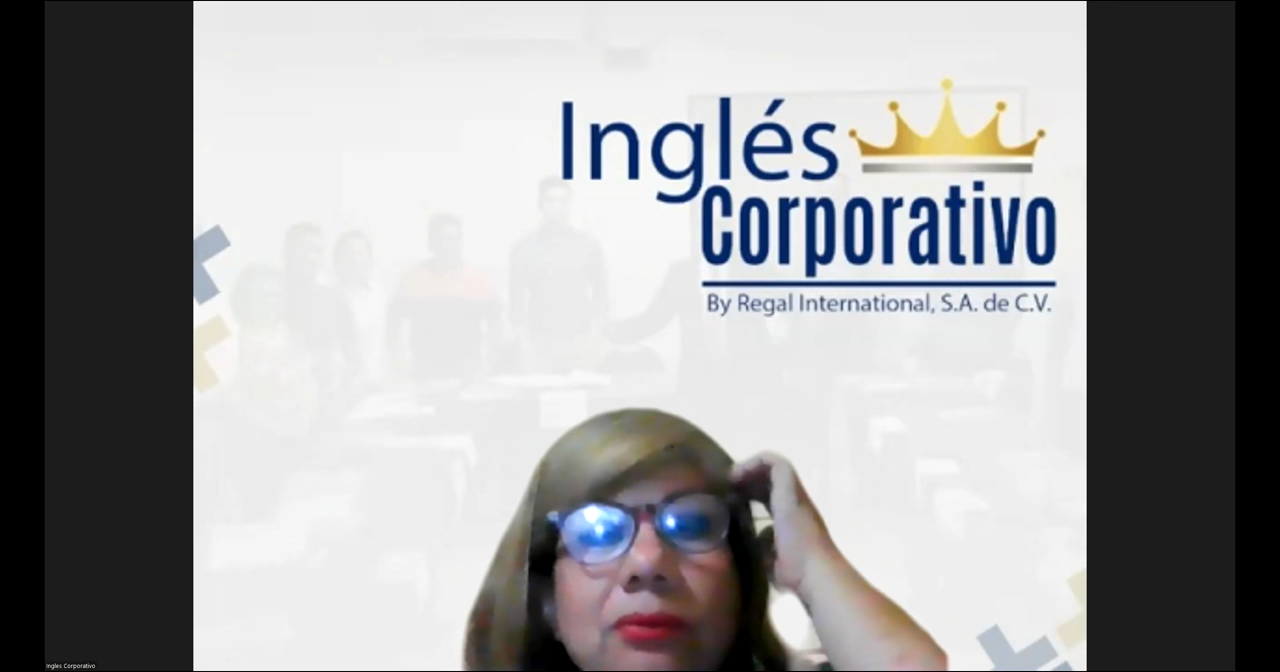 Inglés
Corporativo
By Regal International, S.A. de C.V.
Ingles Corporativo